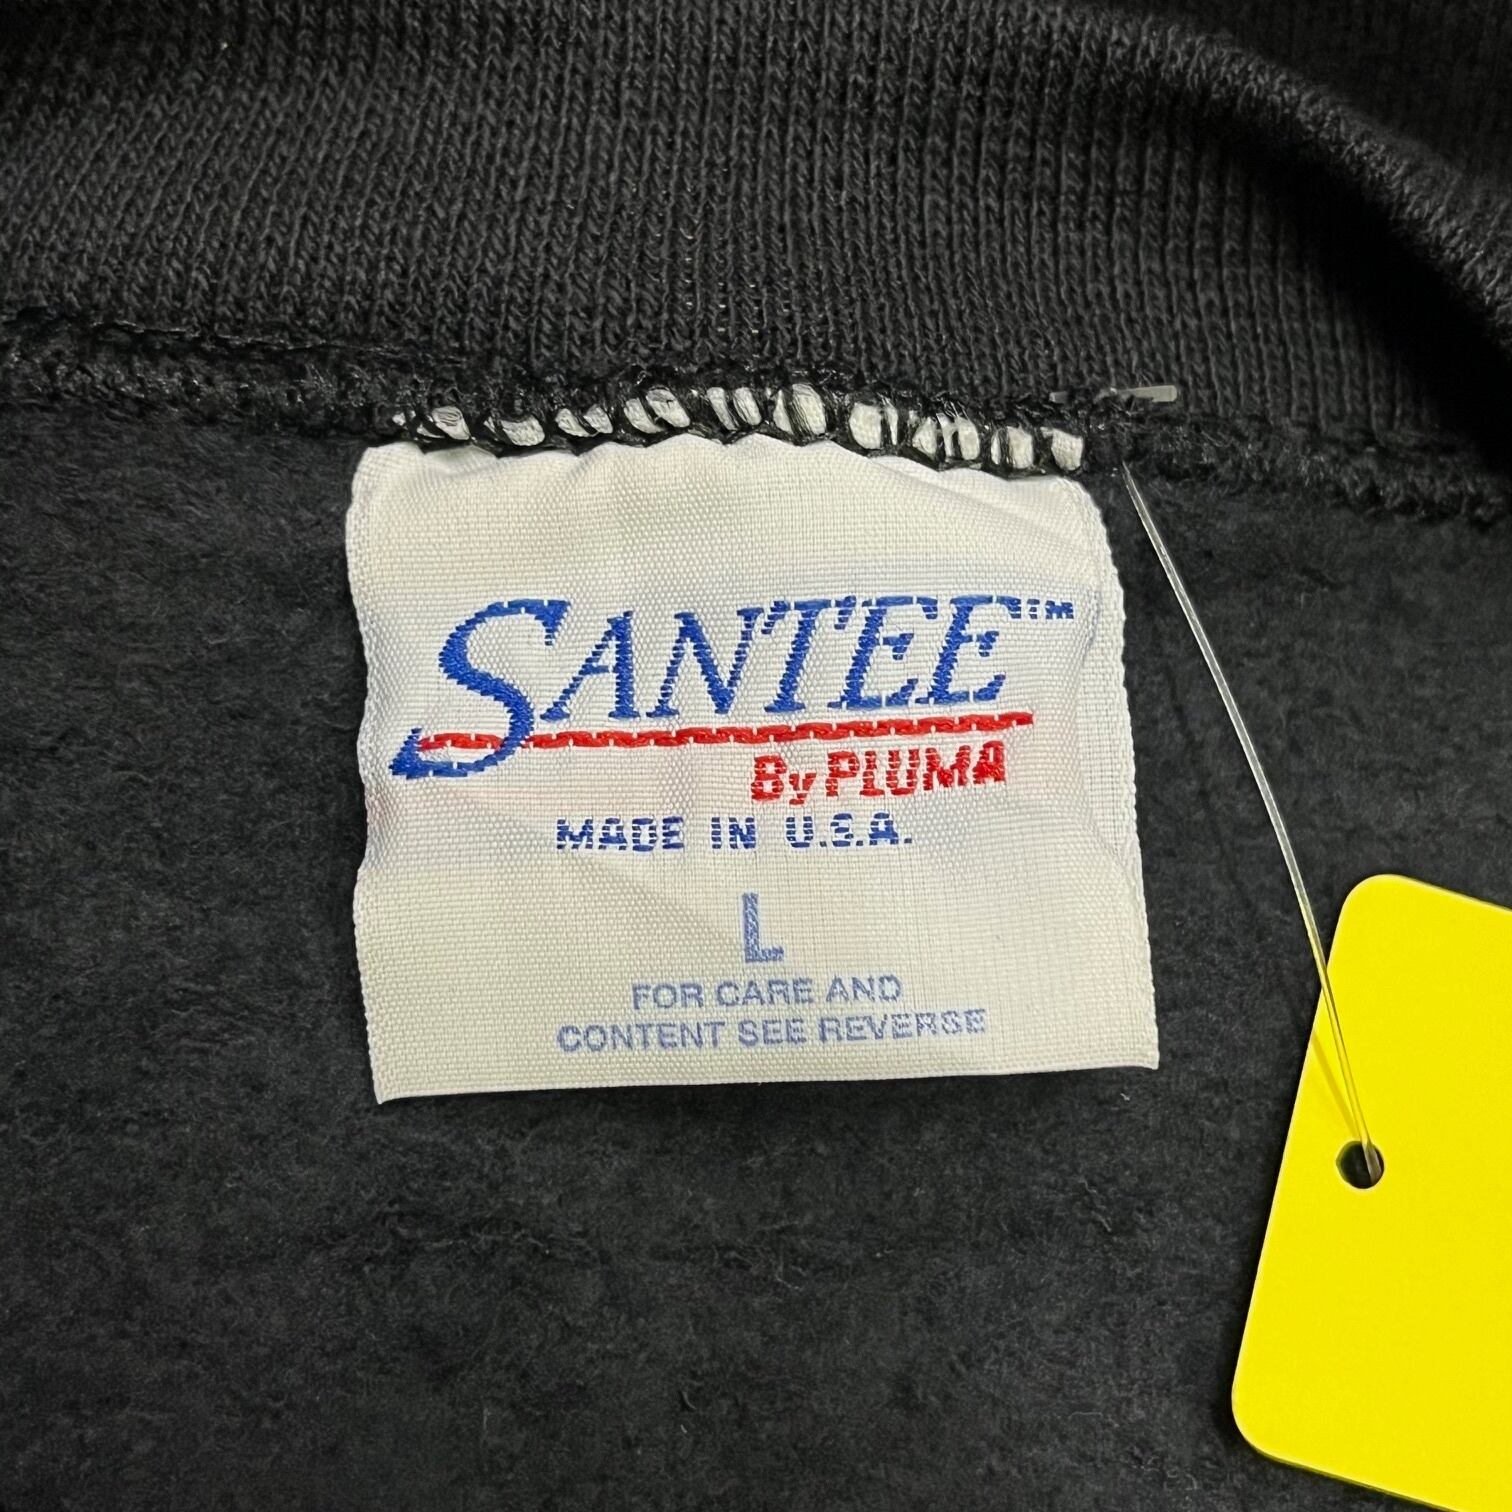 SANTEE™
By PLUMA
MADE IN U.S.A.
L
FOR CARE AND
CONTENT SEE REVERSE